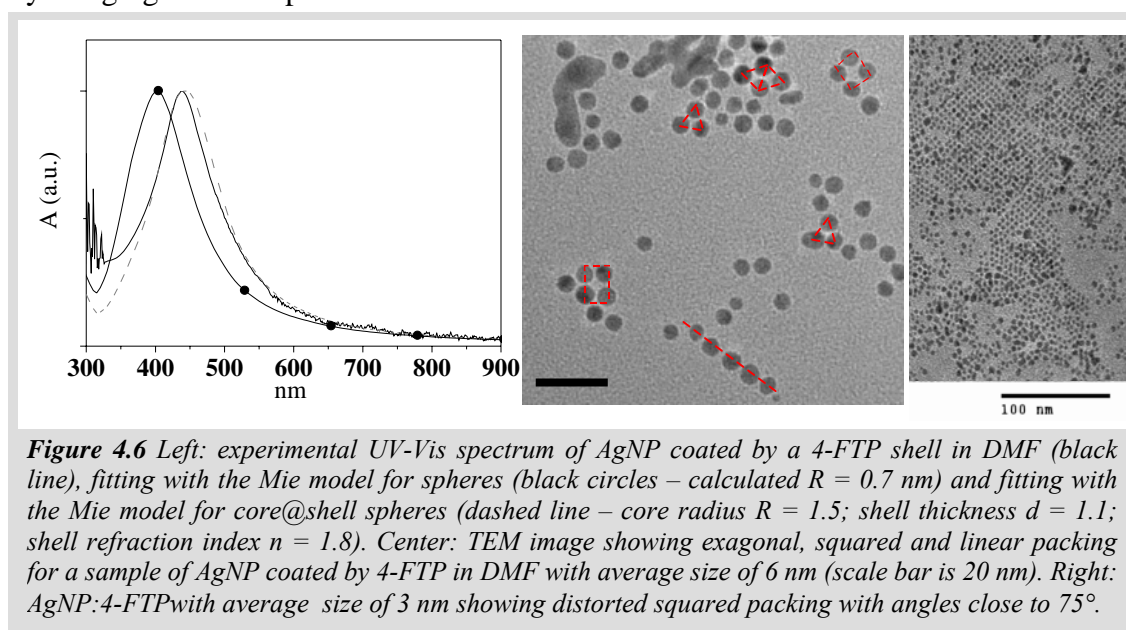 A (a.u.)
300 400 500 600 700 800 900
nm
100 nm
Figure 4.6 Left: experimental UV-Vis spectrum of AgNP coated by a 4-FTP shell in DMF (black
line), fitting with the Mie model for spheres (black circles – calculated R = 0.7 nm) and fitting with
the Mie model for core@shell spheres (dashed line – core radius R = 1.5; shell thickness d = 1.1;
shell refraction index n = 1.8). Center: TEM image showing exagonal, squared and linear packing
for a sample of AgNP coated by 4-FTP in DMF with average size of 6 nm (scale bar is 20 nm). Right:
AgNP:4-FTPwith average size of 3 nm showing distorted squared packing with angles close to 75°.